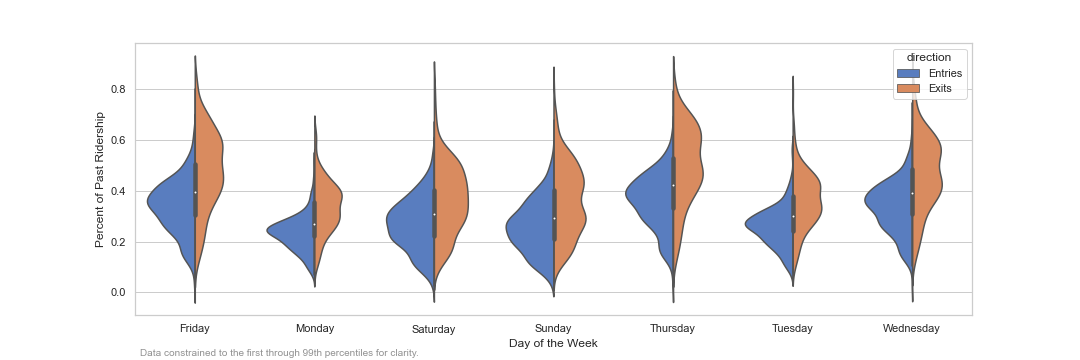 direction
Entries
Exits
Percent of Past Ridership
0.8
0.6
0.4
0.2
0.0
Friday Monday Saturday Sunday Thursday Tuesday Wednesday
Day of the Week
Data constrained to the first through 99th percentiles for clarity.